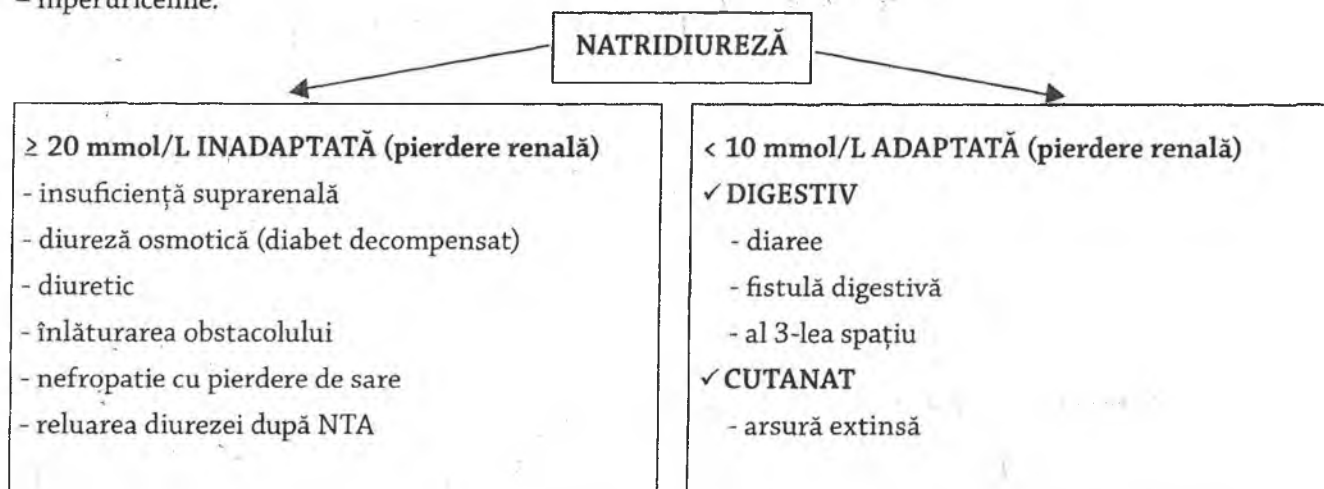 NATRIDIUREZĂ
≥ 20 mmol/L INADAPTATĂ (pierdere renală)
- insuficiență suprarenală
- diureză osmotică (diabet decompensat)
- diuretic
- înlăturarea obstacolului
- nefropatie cu pierdere de sare
- reluarea diurezei după NTA
< 10 mmol/L ADAPTATĂ (pierdere renală)
✓ DIGESTIV
- diaree
- fistulă digestivă
- al 3-lea spațiu
✓ CUTANAT
- arsură extinsă